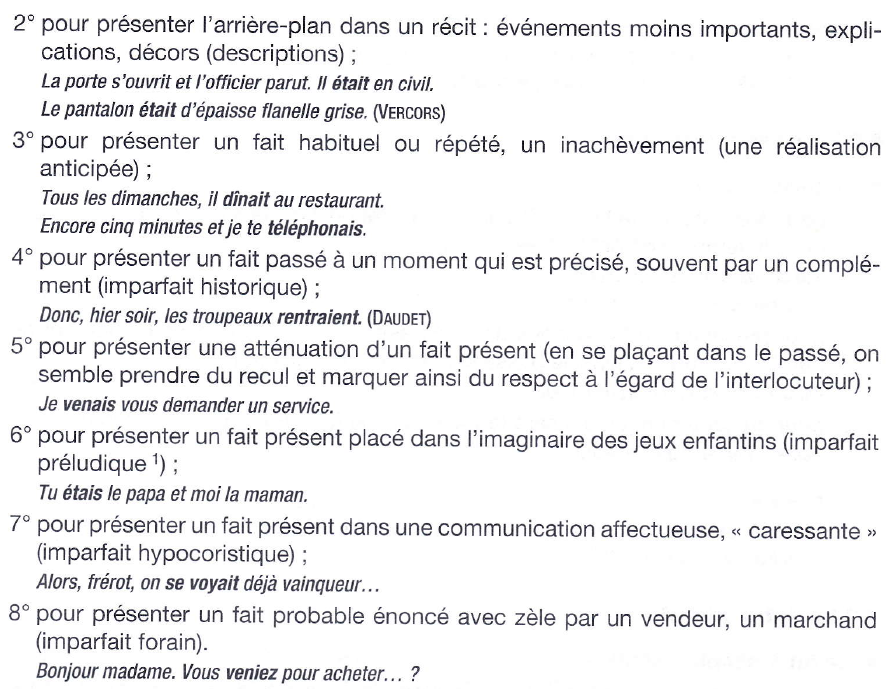 2° pour présenter l'arrière-plan dans un récit : événements moins importants, expli-
cations, décors (descriptions) ;
La porte s'ouvrit et l'officier parut. Il était en civil.
Le pantalon était d'épaisse flanelle grise. (VERCORS)
3° pour présenter un fait habituel ou répété, un inachèvement (une réalisation
anticipée) ;
Tous les dimanches, il dînait au restaurant.
Encore cinq minutes et je te téléphonais.
4° pour présenter un fait passé à un moment qui est précisé, souvent par un complé-
ment (imparfait historique) ;
Donc, hier soir, les troupeaux rentraient. (DAUDET)
5° pour présenter une atténuation d'un fait présent (en se plaçant dans le passé, on
semble prendre du recul et marquer ainsi du respect à l'égard de l'interlocuteur) ;
Je venais vous demander un service.
6° pour présenter un fait présent placé dans l'imaginaire des jeux enfantins (imparfait
préludique ¹) ;
Tu étais le papa et moi la maman.
7° pour présenter un fait présent dans une communication affectueuse, « caressante »
(imparfait hypocoristique) ;
Alors, frérot, on se voyait déjà vainqueur…
8° pour présenter un fait probable énoncé avec zèle par un vendeur, un marchand
(imparfait forain).
Bonjour madame. Vous veniez pour acheter… ?